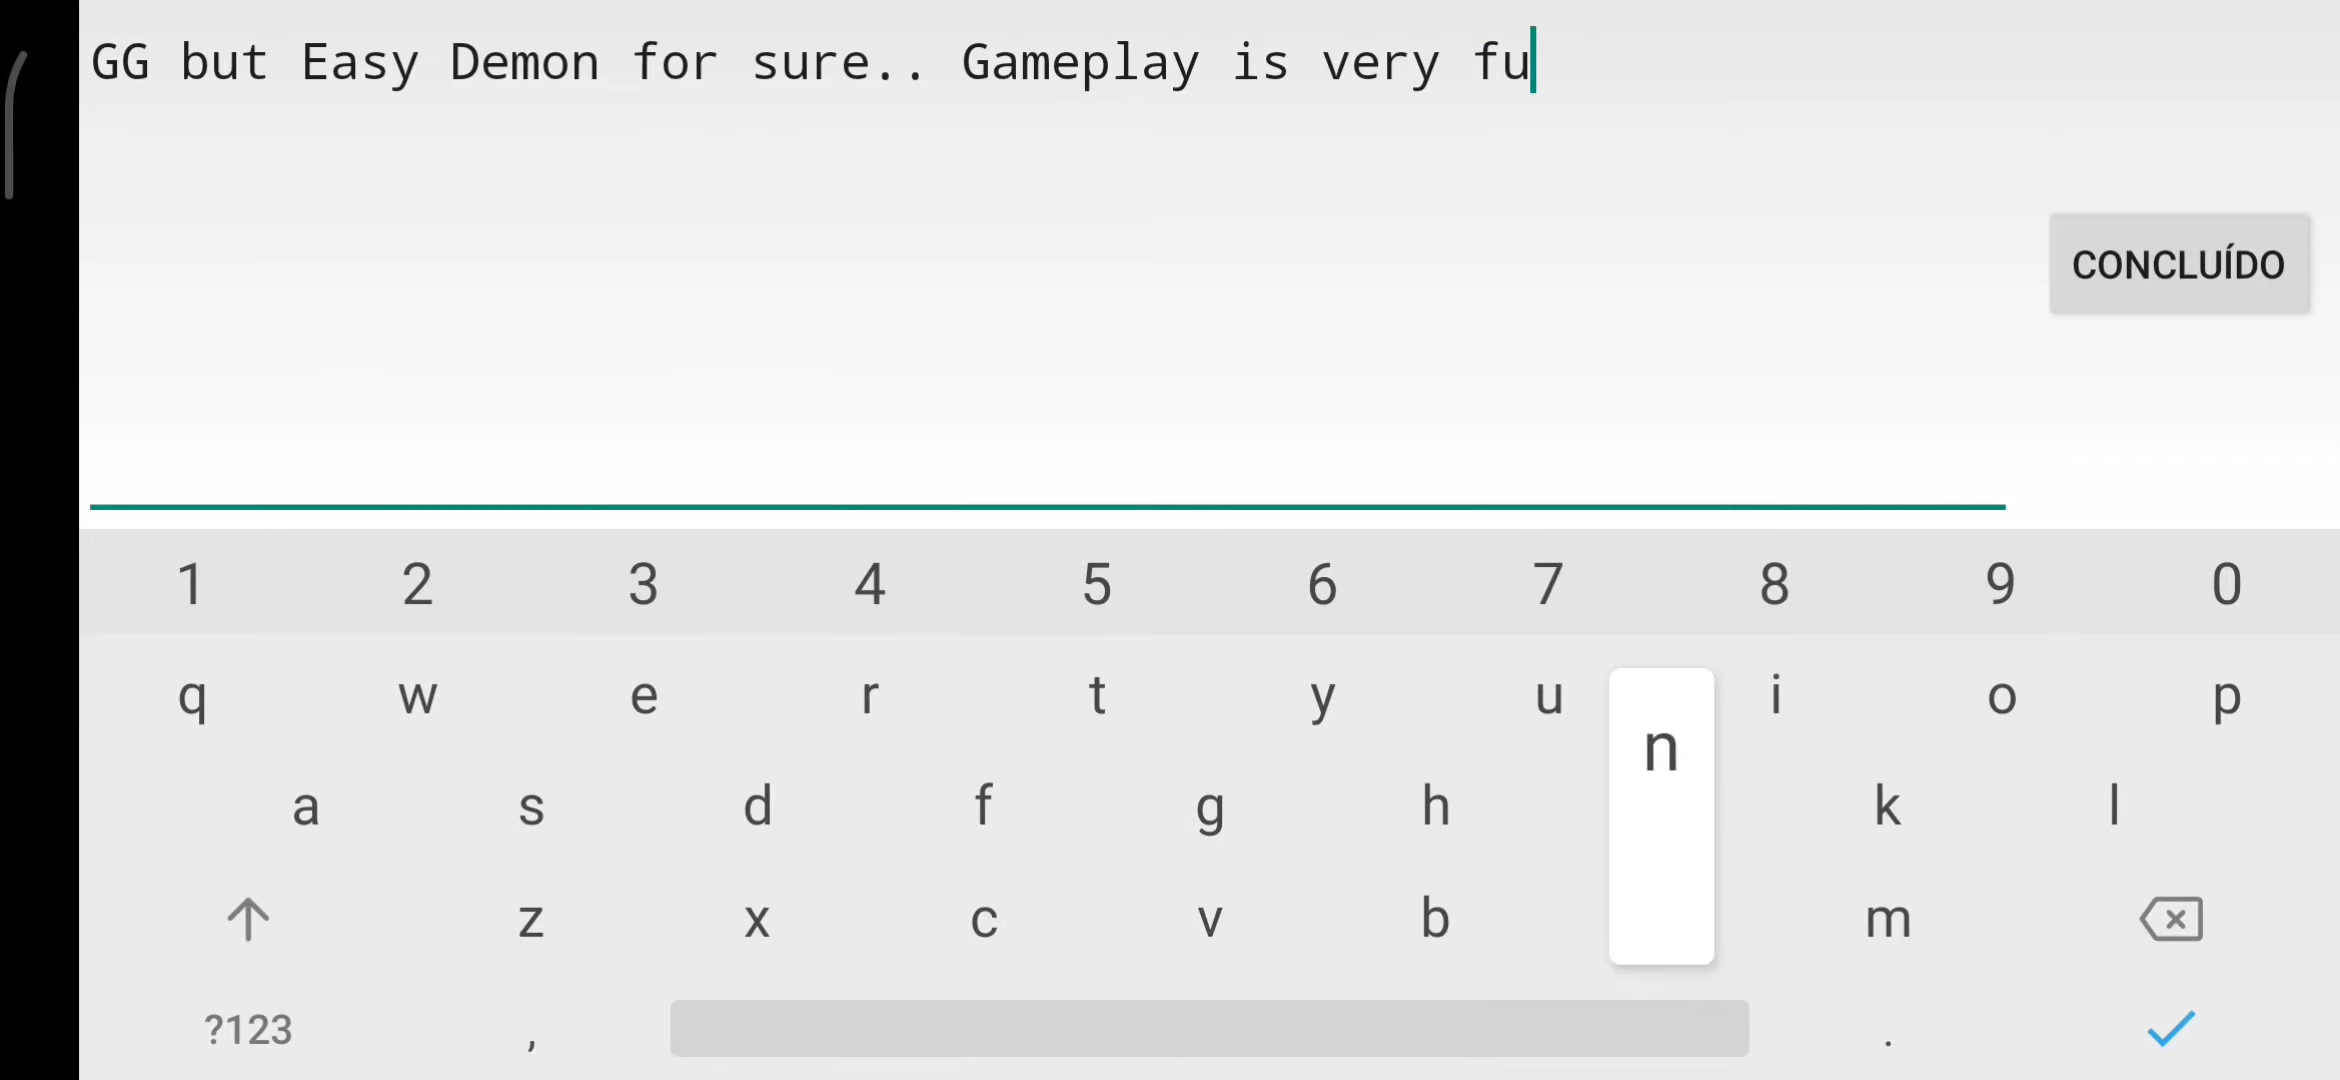 GG but Easy Demon for sure.. Gameplay is very fu
CONCLUÍDO
1 2 3 4 5 6 7 8 9 0
q w e r t y u i o p
n
a s d f g h k l
z x c v b m
?123 , .